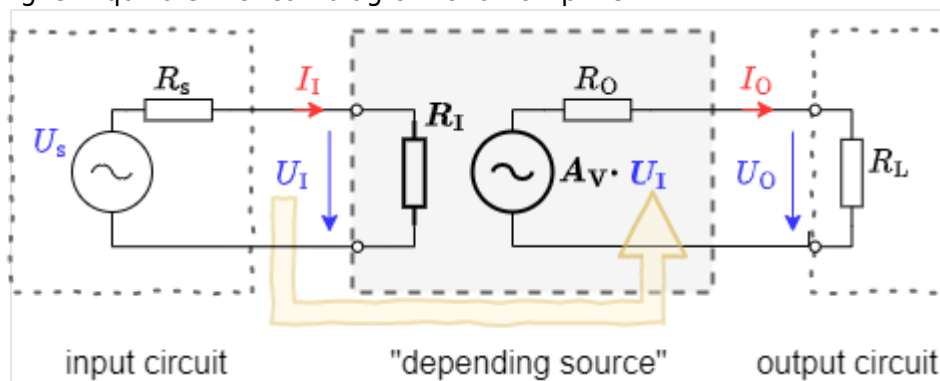 R_s
I_I
R_I
R_O
I_O
U_s
U_I
A_V· U_I
U_O
R_L
input circuit
"depending source"
output circuit